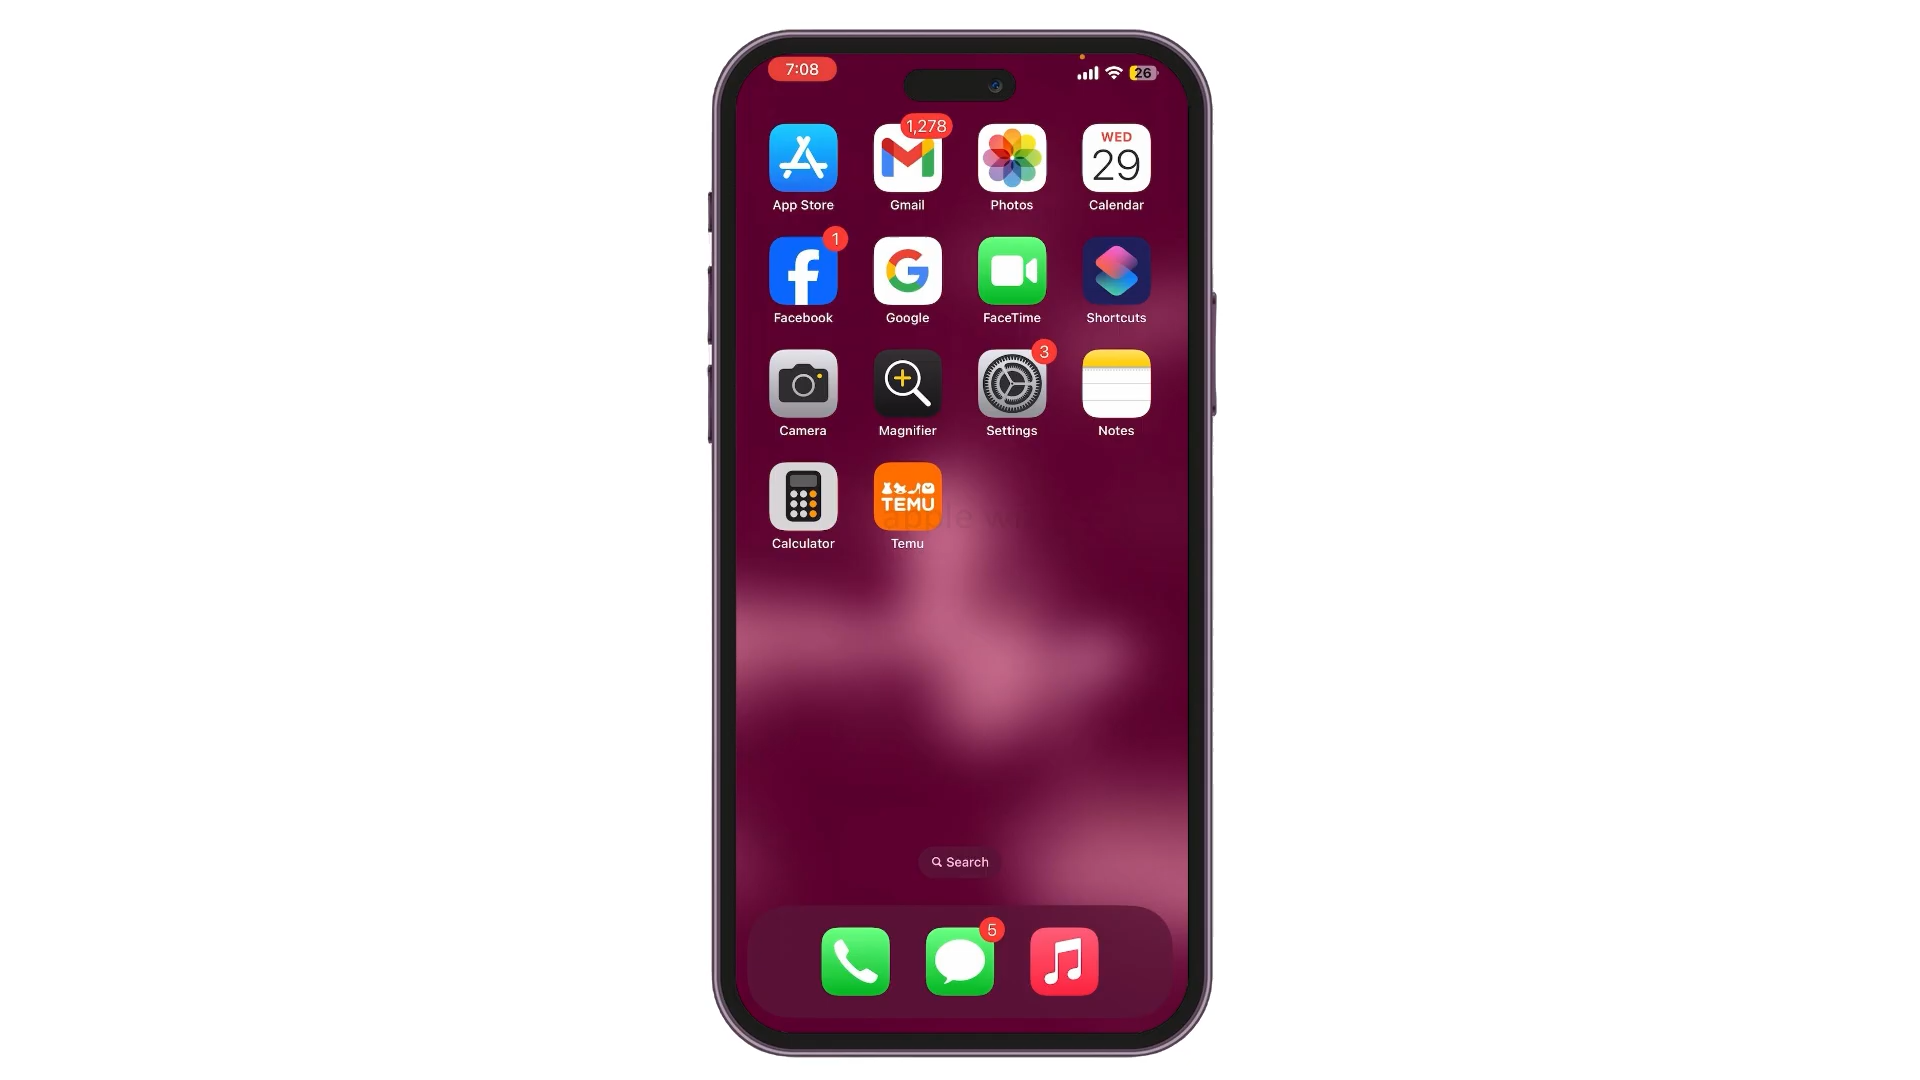 7:08
26
1,278
WED
29
App Store
Gmail
Photos
Calendar
1
Facebook
Google
FaceTime
Shortcuts
3
Camera
Magnifier
Settings
Notes
TEMU
apple
Calculator
Temu
Search
5